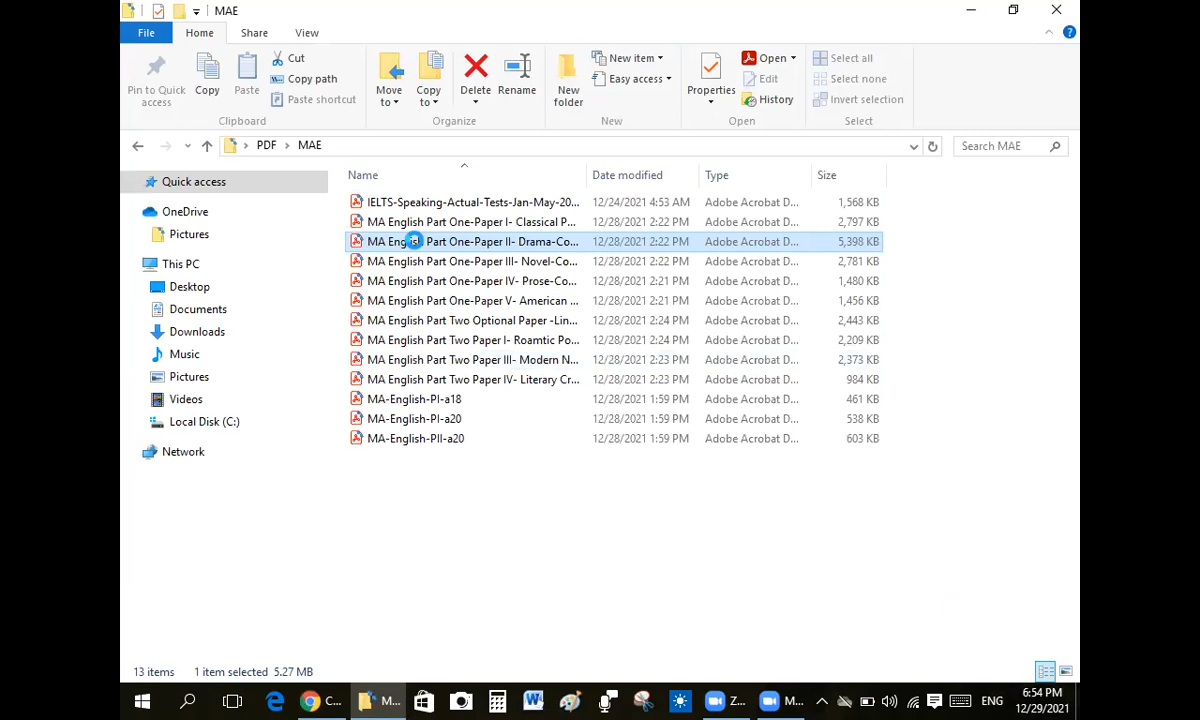 MAE
File Home Share View
Pin to Quick access
Copy
Paste
Cut
Copy path
Paste shortcut
Clipboard
Move to
Copy to
Delete
Rename
Organize
New folder
New item
Easy access
New
Properties
Open
Edit
History
Open
Select all
Select none
Invert selection
Select
PDF MAE
Search MAE
Name Date modified Type Size
Quick access
OneDrive
Pictures
This PC
Desktop
Documents
Downloads
Music
Pictures
Videos
Local Disk (C:)
Network
IELTS-Speaking-Actual-Tests-Jan-May-20... 12/24/2021 4:53 AM Adobe Acrobat D... 1,568 KB
MA English Part One-Paper I- Classical P... 12/28/2021 2:22 PM Adobe Acrobat D... 2,797 KB
MA English Part One-Paper II- Drama-Co... 12/28/2021 2:22 PM Adobe Acrobat D... 5,398 KB
MA English Part One-Paper III- Novel-Co... 12/28/2021 2:22 PM Adobe Acrobat D... 2,781 KB
MA English Part One-Paper IV- Prose-Co... 12/28/2021 2:21 PM Adobe Acrobat D... 1,480 KB
MA English Part One-Paper V- American ... 12/28/2021 2:21 PM Adobe Acrobat D... 1,456 KB
MA English Part Two Optional Paper -Lin... 12/28/2021 2:24 PM Adobe Acrobat D... 2,443 KB
MA English Part Two Paper I- Roamtic Po... 12/28/2021 2:24 PM Adobe Acrobat D... 2,209 KB
MA English Part Two Paper III- Modern N... 12/28/2021 2:23 PM Adobe Acrobat D... 2,373 KB
MA English Part Two Paper IV- Literary Cr... 12/28/2021 2:23 PM Adobe Acrobat D... 984 KB
MA-English-PI-a18 12/28/2021 1:59 PM Adobe Acrobat D... 461 KB
MA-English-PI-a20 12/28/2021 1:59 PM Adobe Acrobat D... 538 KB
MA-English-PII-a20 12/28/2021 1:59 PM Adobe Acrobat D... 603 KB
13 items 1 item selected 5.27 MB
C... M... Z... M... ENG
6:54 PM
12/29/2021